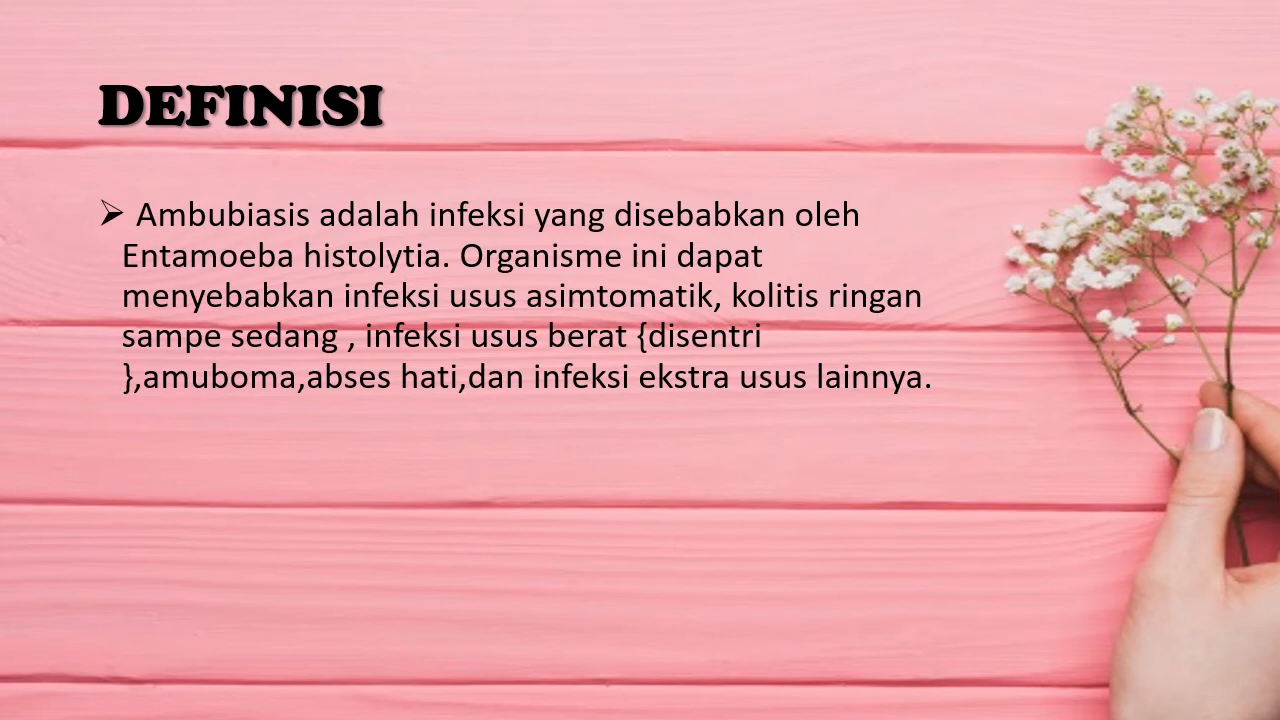 DEFINISI
➢ Ambubiasis adalah infeksi yang disebabkan oleh
Entamoeba histolytia. Organisme ini dapat
menyebabkan infeksi usus asimtomatik, kolitis ringan
sampe sedang , infeksi usus berat {disentri
},amuboma,abses hati,dan infeksi ekstra usus lainnya.